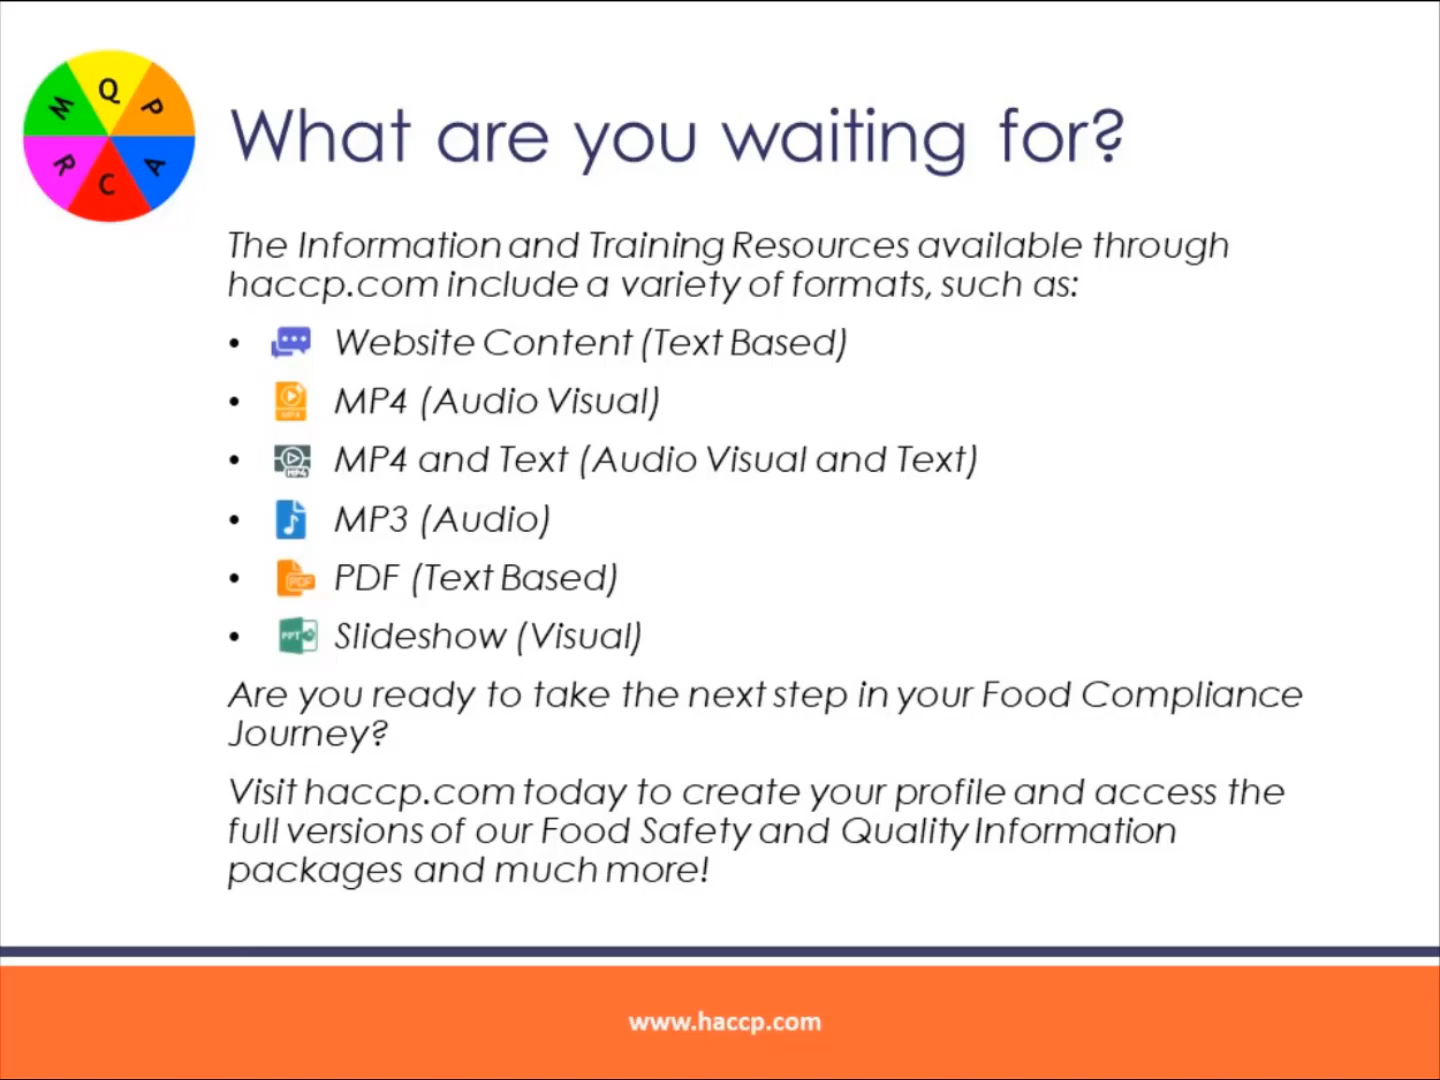 Q
P
A
C
R
M
What are you waiting for?
The Information and Training Resources available through
haccp.com include a variety of formats, such as:
• Website Content (Text Based)
• MP4 (Audio Visual)
• MP4 MP4 and Text (Audio Visual and Text)
• MP3 (Audio)
• PDF PDF (Text Based)
• PPT Slideshow (Visual)
Are you ready to take the next step in your Food Compliance
Journey?
Visit haccp.com today to create your profile and access the
full versions of our Food Safety and Quality Information
packages and much more!
www.haccp.com